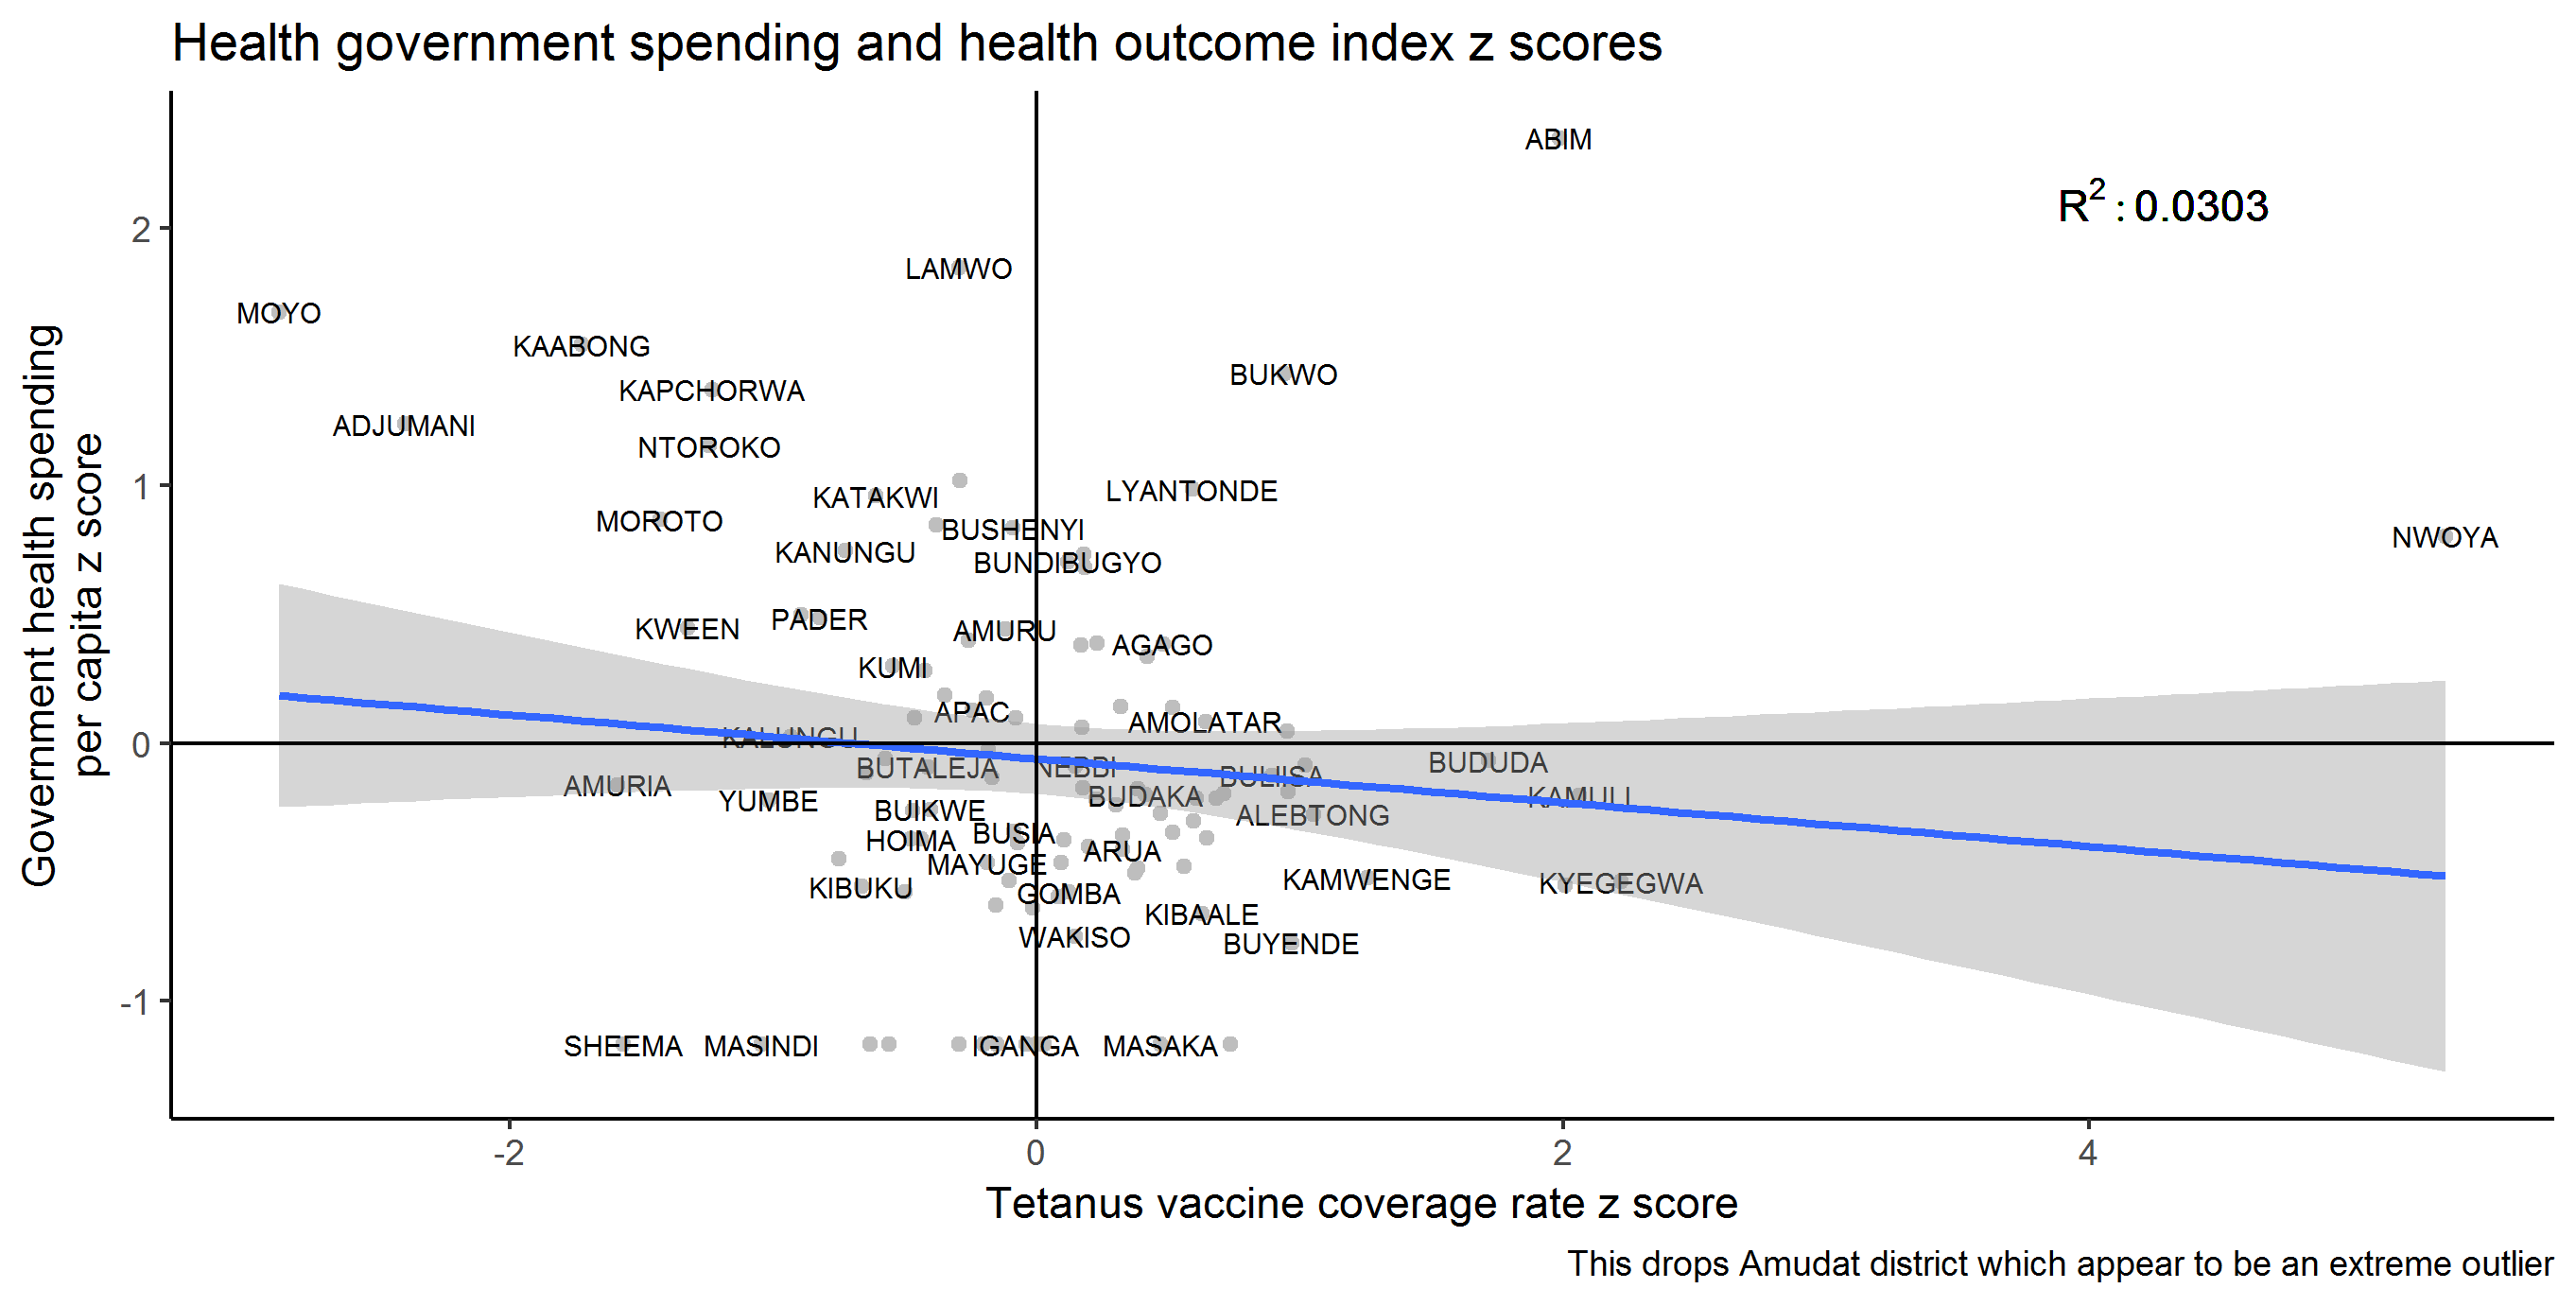 Health government spending and health outcome index z scores
ABIM
R² : 0.0303
2
LAMWO
MOYO
KAABONG
BUKWO
KAPCHORWA
ADJUMANI
NTOROKO
1
LYANTONDE
KATAKWI
MOROTO
BUSHENYI
NWOYA
KANUNGU
BUNDIBUGYO
Government health spending
per capita z score
PADER
KWEEN
AMURU
AGAGO
KUMI
APAC
AMOLATAR
KALUNGU
0
BUTALEJA
NEBBI
BUDUDA
BULIISA
AMURIA
YUMBE
BUDAKA
KAMULI
BUIKWE
ALEBTONG
BUSIA
HOIMA
ARUA
MAYUGE
KAMWENGE
KYEGEGWA
KIBUKU
GOMBA
KIBAALE
WAKISO
BUYENDE
-1
SHEEMA
MASINDI
IGANGA
MASAKA
-2
0
2
4
Tetanus vaccine coverage rate z score
This drops Amudat district which appear to be an extreme outlier